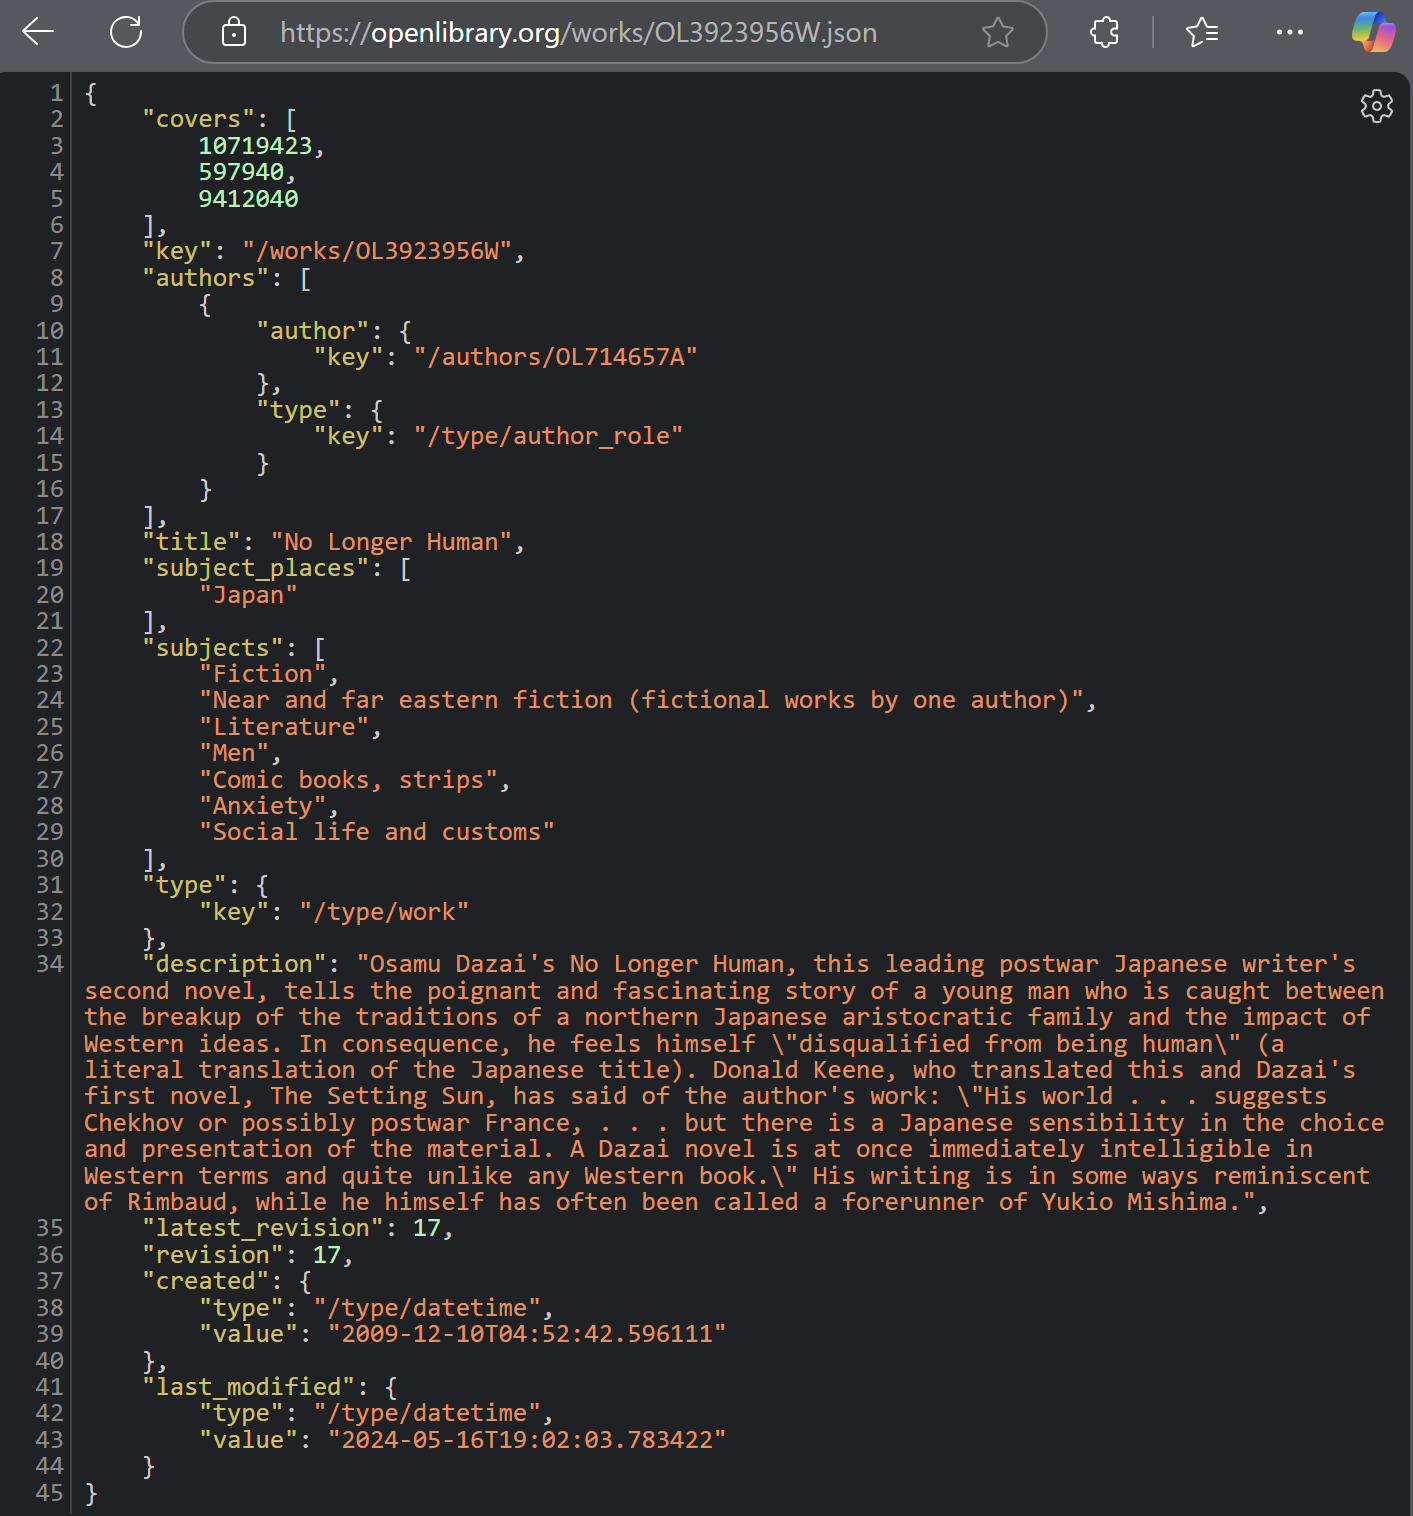 https://openlibrary.org/works/OL3923956W.json
1 {
2     "covers": [
3         10719423,
4         597940,
5         9412040
6     ],
7     "key": "/works/OL3923956W",
8     "authors": [
9         {
10             "author": {
11                 "key": "/authors/OL714657A"
12             },
13             "type": {
14                 "key": "/type/author_role"
15             }
16         }
17     ],
18     "title": "No Longer Human",
19     "subject_places": [
20         "Japan"
21     ],
22     "subjects": [
23         "Fiction",
24         "Near and far eastern fiction (fictional works by one author)",
25         "Literature",
26         "Men",
27         "Comic books, strips",
28         "Anxiety",
29         "Social life and customs"
30     ],
31     "type": {
32         "key": "/type/work"
33     },
34     "description": "Osamu Dazai's No Longer Human, this leading postwar Japanese writer's
second novel, tells the poignant and fascinating story of a young man who is caught between
the breakup of the traditions of a northern Japanese aristocratic family and the impact of
Western ideas. In consequence, he feels himself \"disqualified from being human\" (a
literal translation of the Japanese title). Donald Keene, who translated this and Dazai's
first novel, The Setting Sun, has said of the author's work: \"His world . . . suggests
Chekhov or possibly postwar France, . . . but there is a Japanese sensibility in the choice
and presentation of the material. A Dazai novel is at once immediately intelligible in
Western terms and quite unlike any Western book.\" His writing is in some ways reminiscent
of Rimbaud, while he himself has often been called a forerunner of Yukio Mishima.",
35     "latest_revision": 17,
36     "revision": 17,
37     "created": {
38         "type": "/type/datetime",
39         "value": "2009-12-10T04:52:42.596111"
40     },
41     "last_modified": {
42         "type": "/type/datetime",
43         "value": "2024-05-16T19:02:03.783422"
44     }
45 }